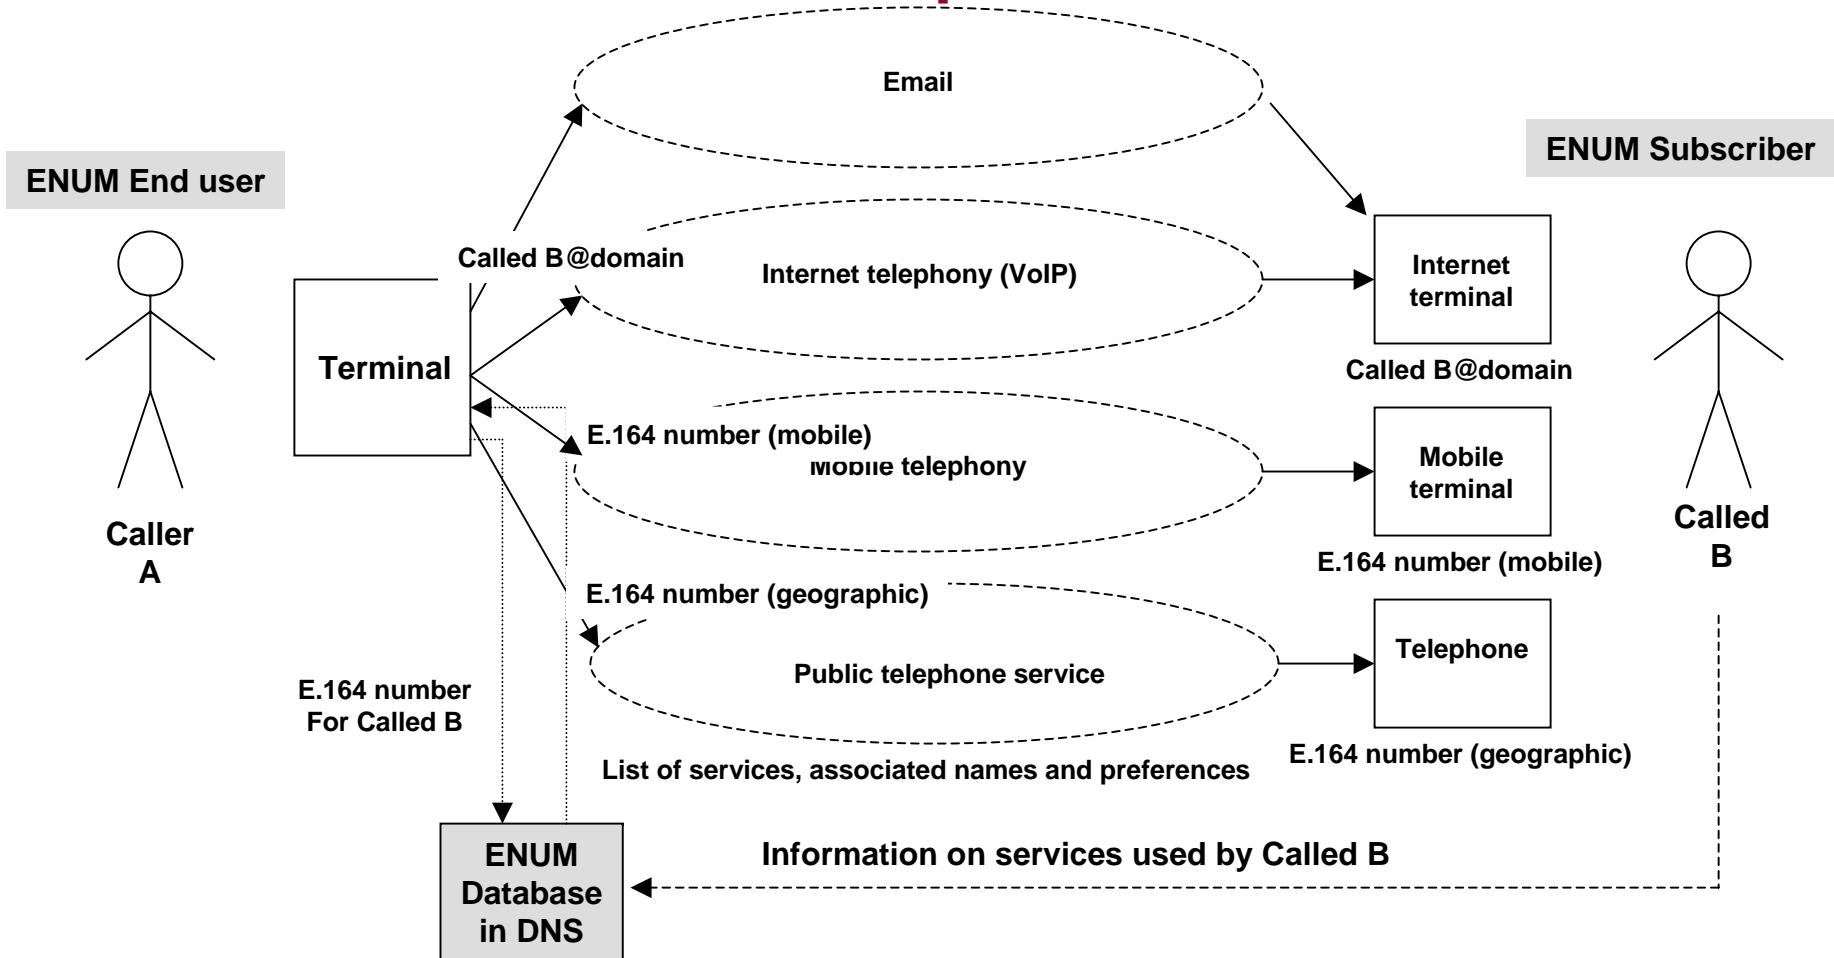 Email
ENUM Subscriber
ENUM End user
Called B@domain
Internet telephony (VoIP)
Internet
terminal
Terminal
Called B@domain
E.164 number (mobile)
Mobile telephony
Mobile
terminal
Caller
A
Called
B
E.164 number (mobile)
E.164 number (geographic)
Telephone
Public telephone service
E.164 number
For Called B
E.164 number (geographic)
List of services, associated names and preferences
Information on services used by Called B
ENUM
Database
in DNS